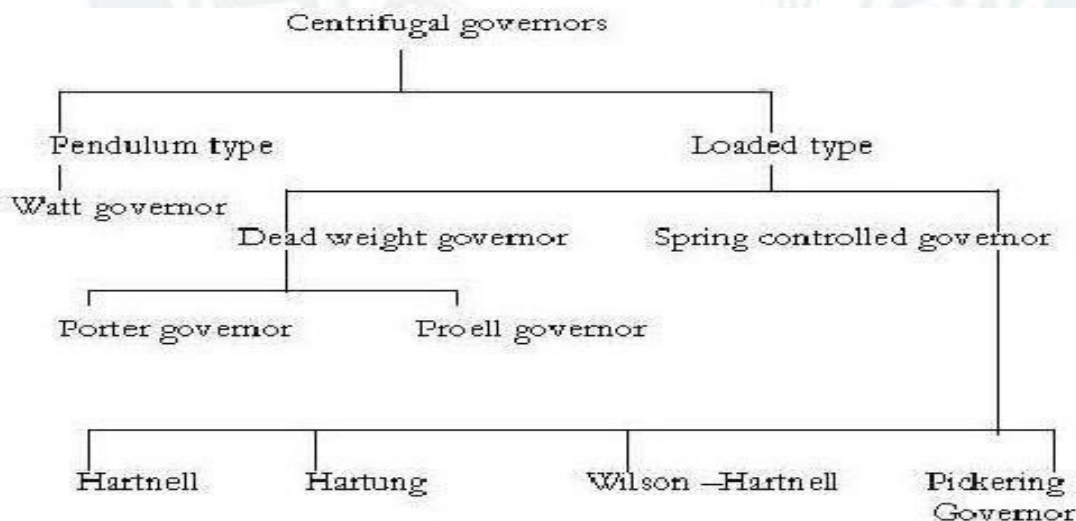 Centrifugal governors
Pendulum type
Loaded type
Watt governor
Dead weight governor
Spring controlled governor
Porter governor
Proell governor
Hartnell
Hartung
Wilson –Hartnell
Pickering
Governor